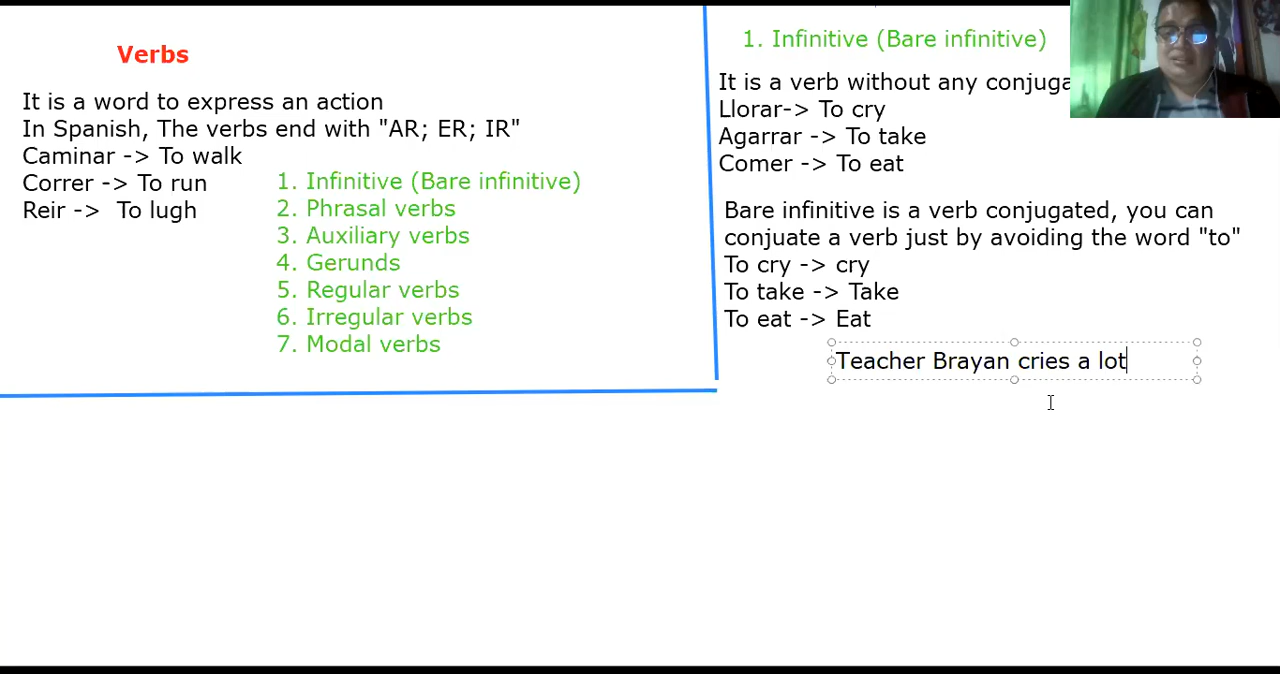 Verbs
It is a word to express an action
In Spanish, The verbs end with "AR; ER; IR"
Caminar -> To walk
Correr -> To run
Reir -> To lugh
1. Infinitive (Bare infinitive)
2. Phrasal verbs
3. Auxiliary verbs
4. Gerunds
5. Regular verbs
6. Irregular verbs
7. Modal verbs
1. Infinitive (Bare infinitive)
It is a verb without any
Llorar-> To cry
Agarrar -> To take
Comer -> To eat
Bare infinitive is a verb conjugated, you can
conjuate a verb just by avoiding the word "to"
To cry -> cry
To take -> Take
To eat -> Eat
Teacher Brayan cries a lot